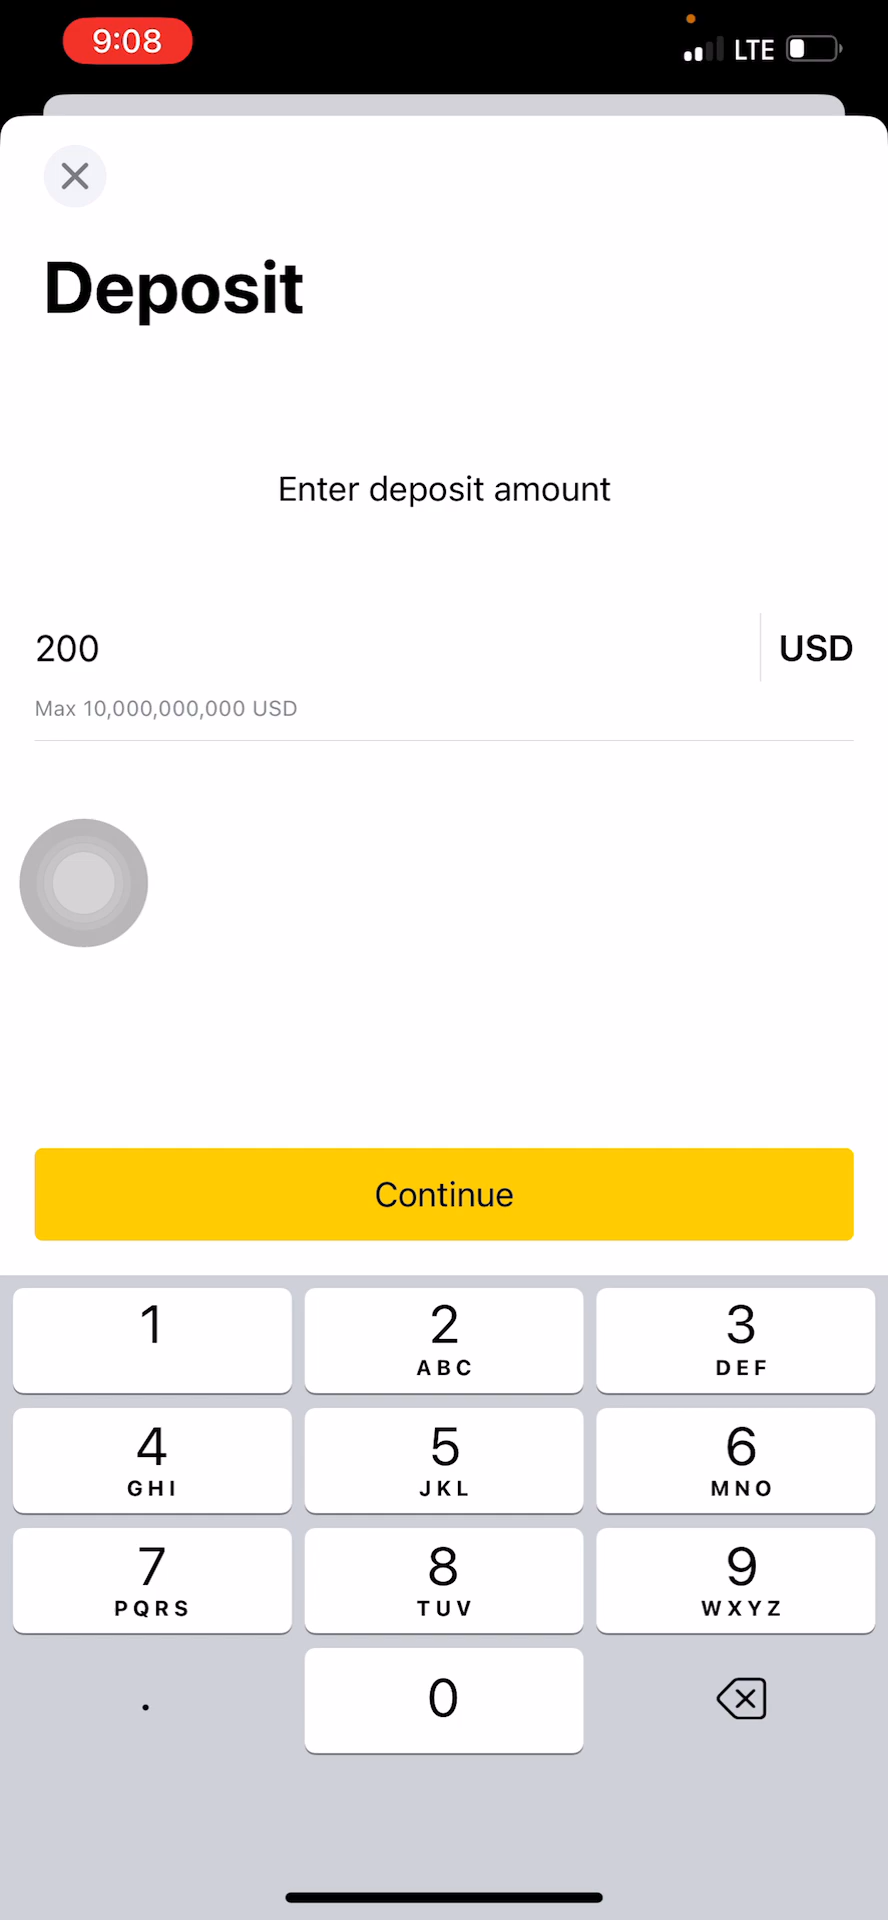 9:08
LTE
Deposit
Enter deposit amount
200
USD
Max 10,000,000,000 USD
Continue
1
2
ABC
3
DEF
4
GHI
5
JKL
6
MNO
7
PQRS
8
TUV
9
WXYZ
.
0